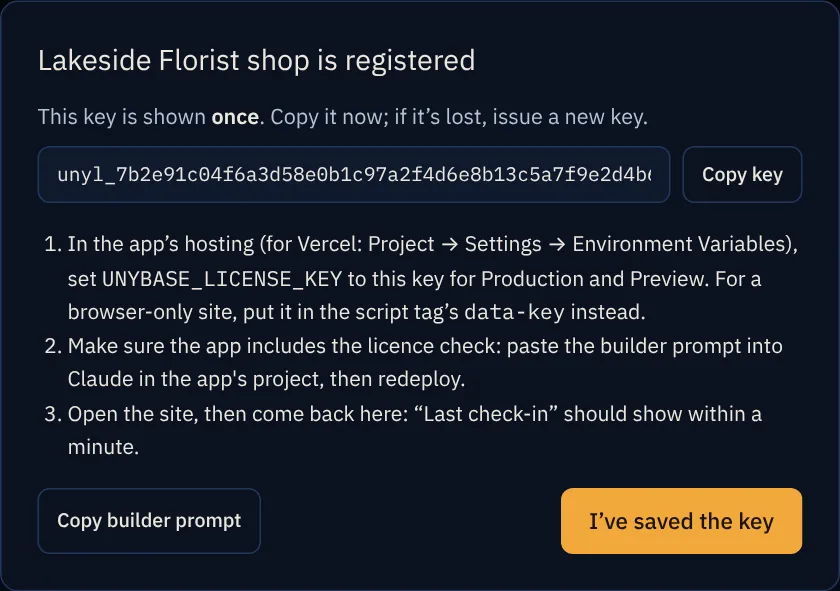 Lakeside Florist shop is registered
This key is shown once. Copy it now; if it’s lost, issue a new key.
unyl_7b2e91c04f6a3d58e0b1c97a2f4d6e8b13c5a7f9e2d4b6
Copy key
1. In the app’s hosting (for Vercel: Project → Settings → Environment Variables),
set UNYBASE_LICENSE_KEY to this key for Production and Preview. For a
browser-only site, put it in the script tag’s data-key instead.
2. Make sure the app includes the licence check: paste the builder prompt into
Claude in the app's project, then redeploy.
3. Open the site, then come back here: “Last check-in” should show within a
minute.
Copy builder prompt
I’ve saved the key